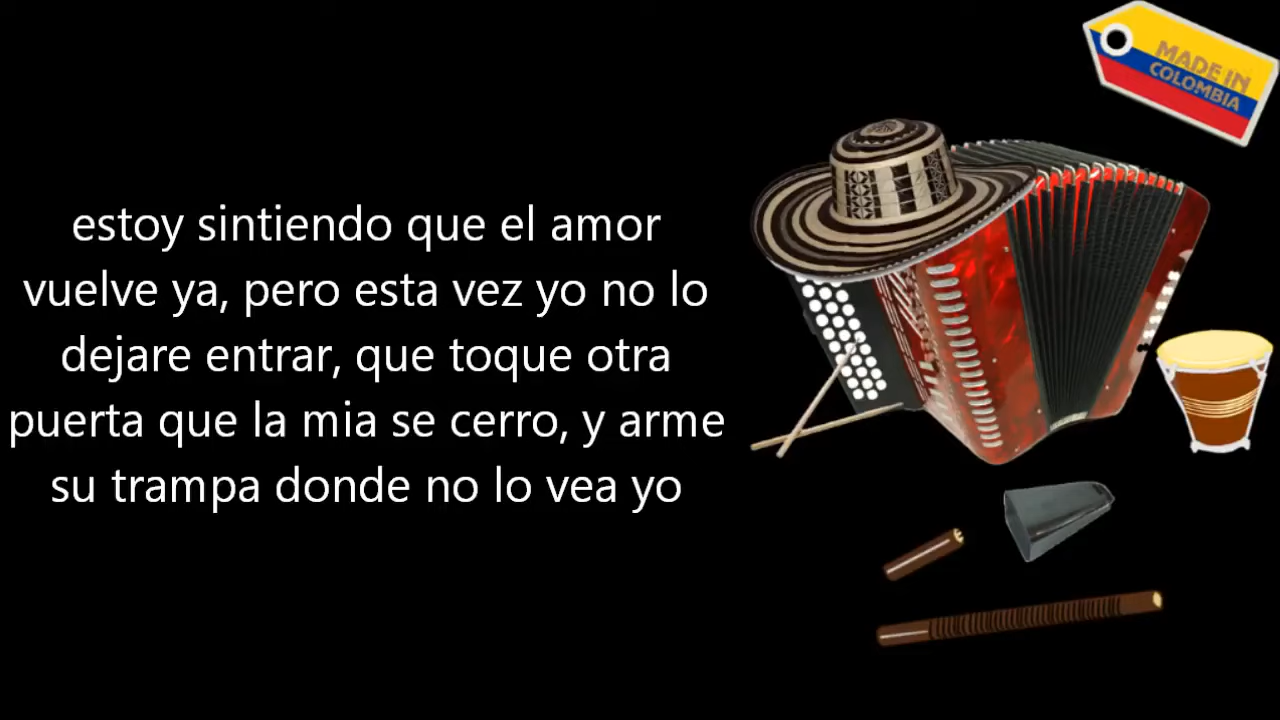 MADE IN
COLOMBIA
estoy sintiendo que el amor
vuelve ya, pero esta vez yo no lo
dejare entrar, que toque otra
puerta que la mia se cerro, y arme
su trampa donde no lo vea yo